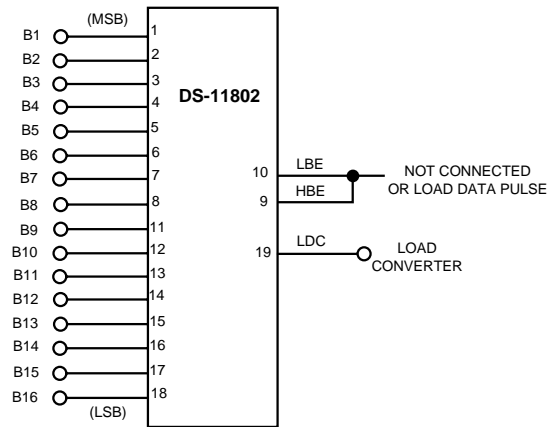 (MSB)
B1 1
B2 2
B3 3
DS-11802
B4 4
B5 5
B6 6
B7 7
10 LBE NOT CONNECTED
OR LOAD DATA PULSE
9 HBE
B8 8
B9 11
B10 12
19 LDC LOAD
CONVERTER
B11 13
B12 14
B13 15
B14 16
B15 17
B16 18
(LSB)